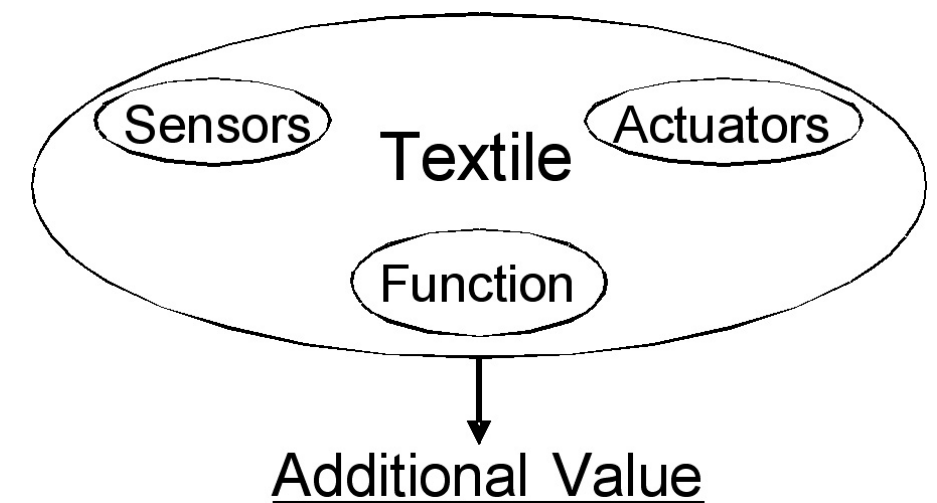 Sensors
Actuators
Textile
Function
Additional Value